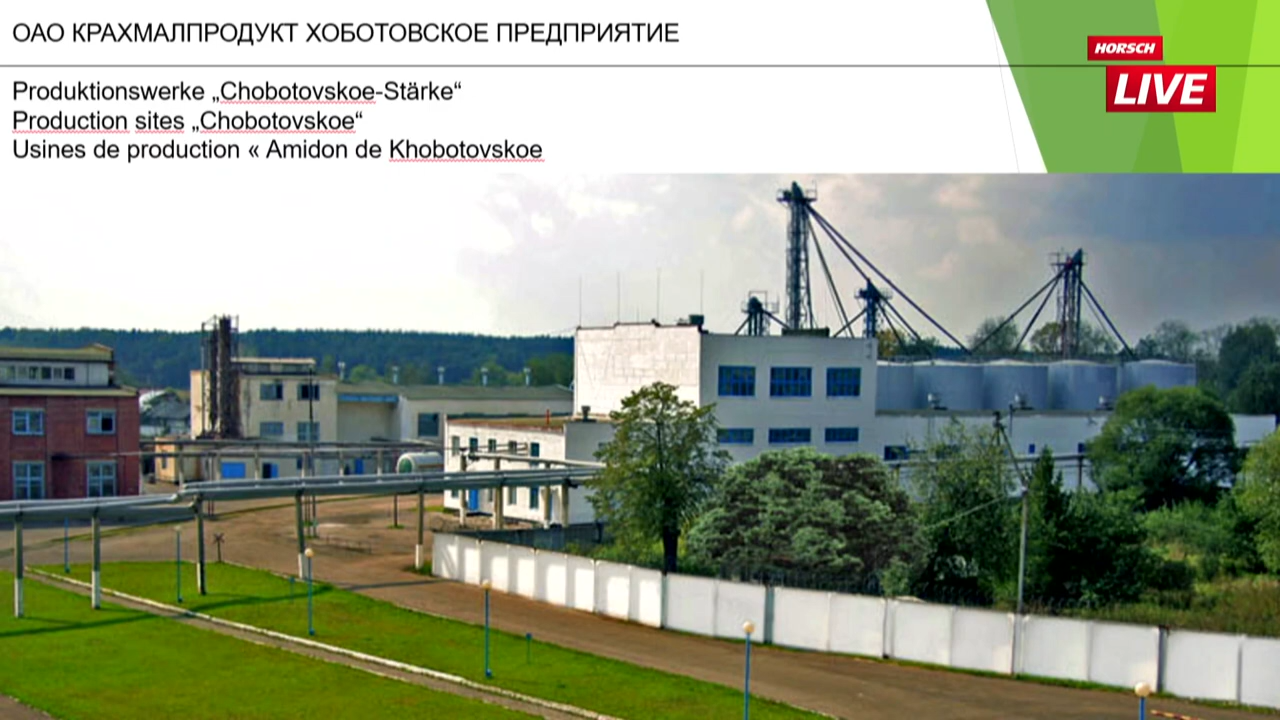 ОАО КРАХМАЛПРОДУКТ ХОБОТОВСКОЕ ПРЕДПРИЯТИЕ
HORSCH
LIVE
Produktionswerke „Chobotovskoe-Stärke“
Production sites „Chobotovskoe“
Usines de production « Amidon de Khobotovskoe